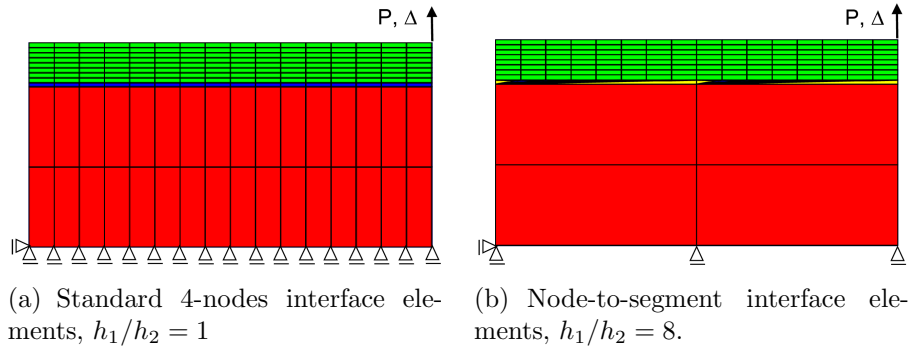 P, Δ
P, Δ
(a) Standard 4-nodes interface ele-
ments, h₁/h₂ = 1
(b) Node-to-segment interface ele-
ments, h₁/h₂ = 8.